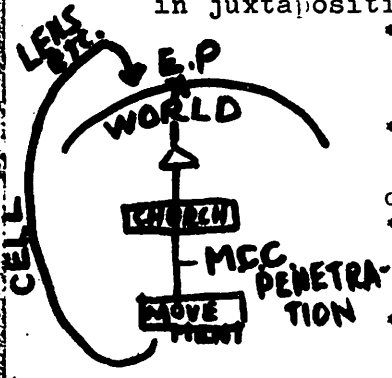 in juxtapositi
LENS
ETC.
E.P
WORLD
CHURCH
CELL
MCC
PENETRA-
TION
MOVE
MENT